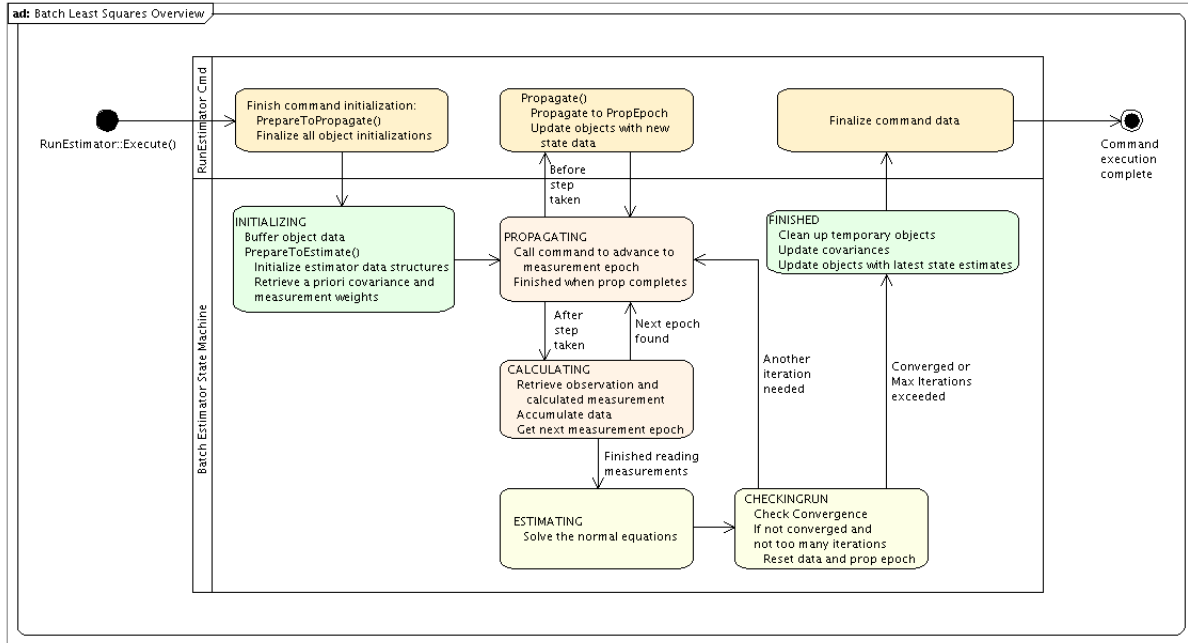 ad: Batch Least Squares Overview
RunEstimator::Execute()
RunEstimator Cmd
Finish command initialization:
PrepareToPropagate()
Finalize all object initializations
Propagate()
Propagate to PropEpoch
Update objects with new
state data
Finalize command data
Command
execution
complete
Before
step
taken
Batch Estimator State Machine
INITIALIZING
Buffer object data
PrepareToEstimate()
Initialize estimator data structures
Retrieve a priori covariance and
measurement weights
PROPAGATING
Call command to advance to
measurement epoch
Finished when prop completes
FINISHED
Clean up temporary objects
Update covariances
Update objects with latest state estimates
After
step
taken
Next epoch
found
CALCULATING
Retrieve observation and
calculated measurement
Accumulate data
Get next measurement epoch
Another
iteration
needed
Converged or
Max Iterations
exceeded
Finished reading
measurements
ESTIMATING
Solve the normal equations
CHECKINGRUN
Check Convergence
If not converged and
not too many iterations
Reset data and prop epoch